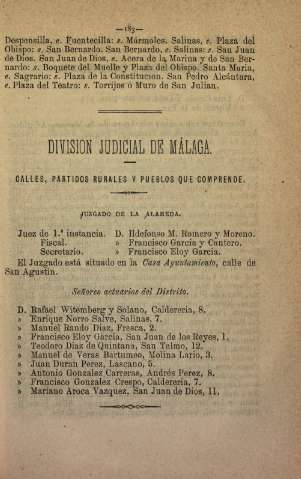 —183—
Despensilla, e. Fuentecilla: s. Mármoles. Salinas, e. Plaza del
Obispo: s. San Bernardo. San Bernardo, e. Salinas: s. San Juan
de Dios. San Juan de Dios, e. Acera de la Marina y de San Ber-
nardo: s. Boquete del Muelle y Plaza del Obispo. Santa María,
e. Sagrario: s. Plaza de la Constitucion. San Pedro Alcántara,
e. Plaza del Teatro: s. Torrijos ó Muro de San Julian.
DIVISION JUDICIAL DE MÁLAGA.
CALLES, PARTIDOS RURALES Y PUEBLOS QUE COMPRENDE.
JUZGADO DE LA ALAMEDA.
Juez de 1.ª instancia. D. Ildefonso M. Romero y Moreno.
Fiscal. » Francisco García y Cantero.
Secretario. » Francisco Eloy García.
El Juzgado está situado en la Casa Ayuntamiento, calle de
San Agustin.
Señores actuarios del Distrito.
D. Rafael Witemberg y Solano, Calderería, 8.
» Enrique Norro Salve, Salinas, 7.
» Manuel Rando Diaz, Fresca, 2.
» Francisco Eloy García, San Juan de los Reyes, 1.
» Teodoro Diaz de Quintana, San Telmo, 12.
» Manuel de Veras Bartumeo, Molina Lario, 3.
» Juan Duran Perez, Lascano, 5.
» Antonio Gonzalez Carreras, Andrés Perez, 8.
» Francisco Gonzalez Crespo, Calderería, 7.
» Mariano Aroca Vazquez, San Juan de Dios, 11.